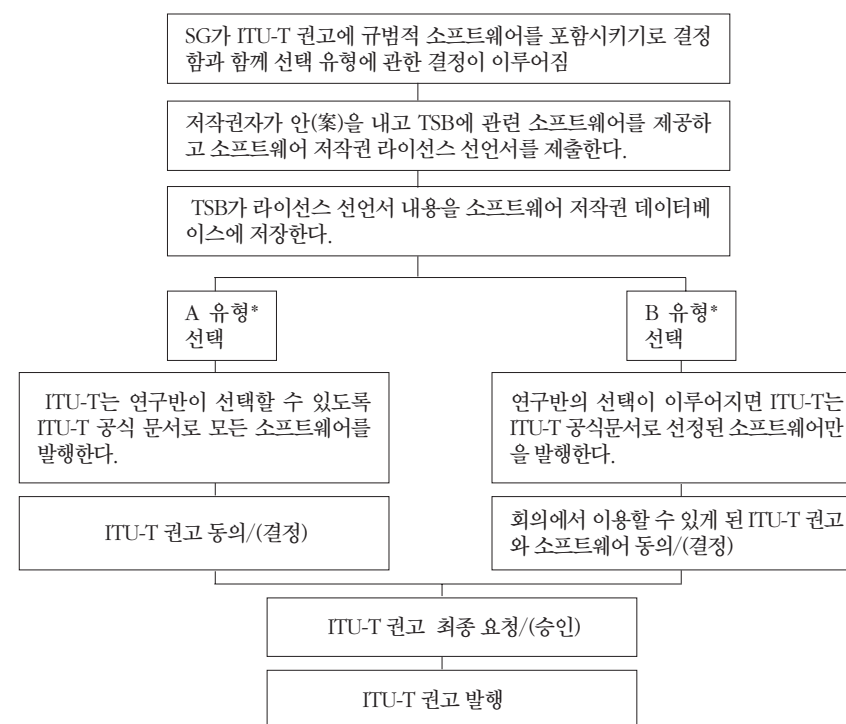 SG가 ITU-T 권고에 규범적 소프트웨어를 포함시키기로 결정
함과 함께 선택 유형에 관한 결정이 이루어짐
저작권자가 안(案)을 내고 TSB에 관련 소프트웨어를 제공하
고 소프트웨어 저작권 라이선스 선언서를 제출한다.
TSB가 라이선스 선언서 내용을 소프트웨어 저작권 데이터베
이스에 저장한다.
A 유형*
선택
B 유형*
선택
ITU-T는 연구반이 선택할 수 있도록
ITU-T 공식 문서로 모든 소프트웨어를
발행한다.
연구반의 선택이 이루어지면 ITU-T는
ITU-T 공식문서로 선정된 소프트웨어만
을 발행한다.
ITU-T 권고 동의/(결정)
회의에서 이용할 수 있게 된 ITU-T 권고
와 소프트웨어 동의/(결정)
ITU-T 권고 최종 요청/(승인)
ITU-T 권고 발행